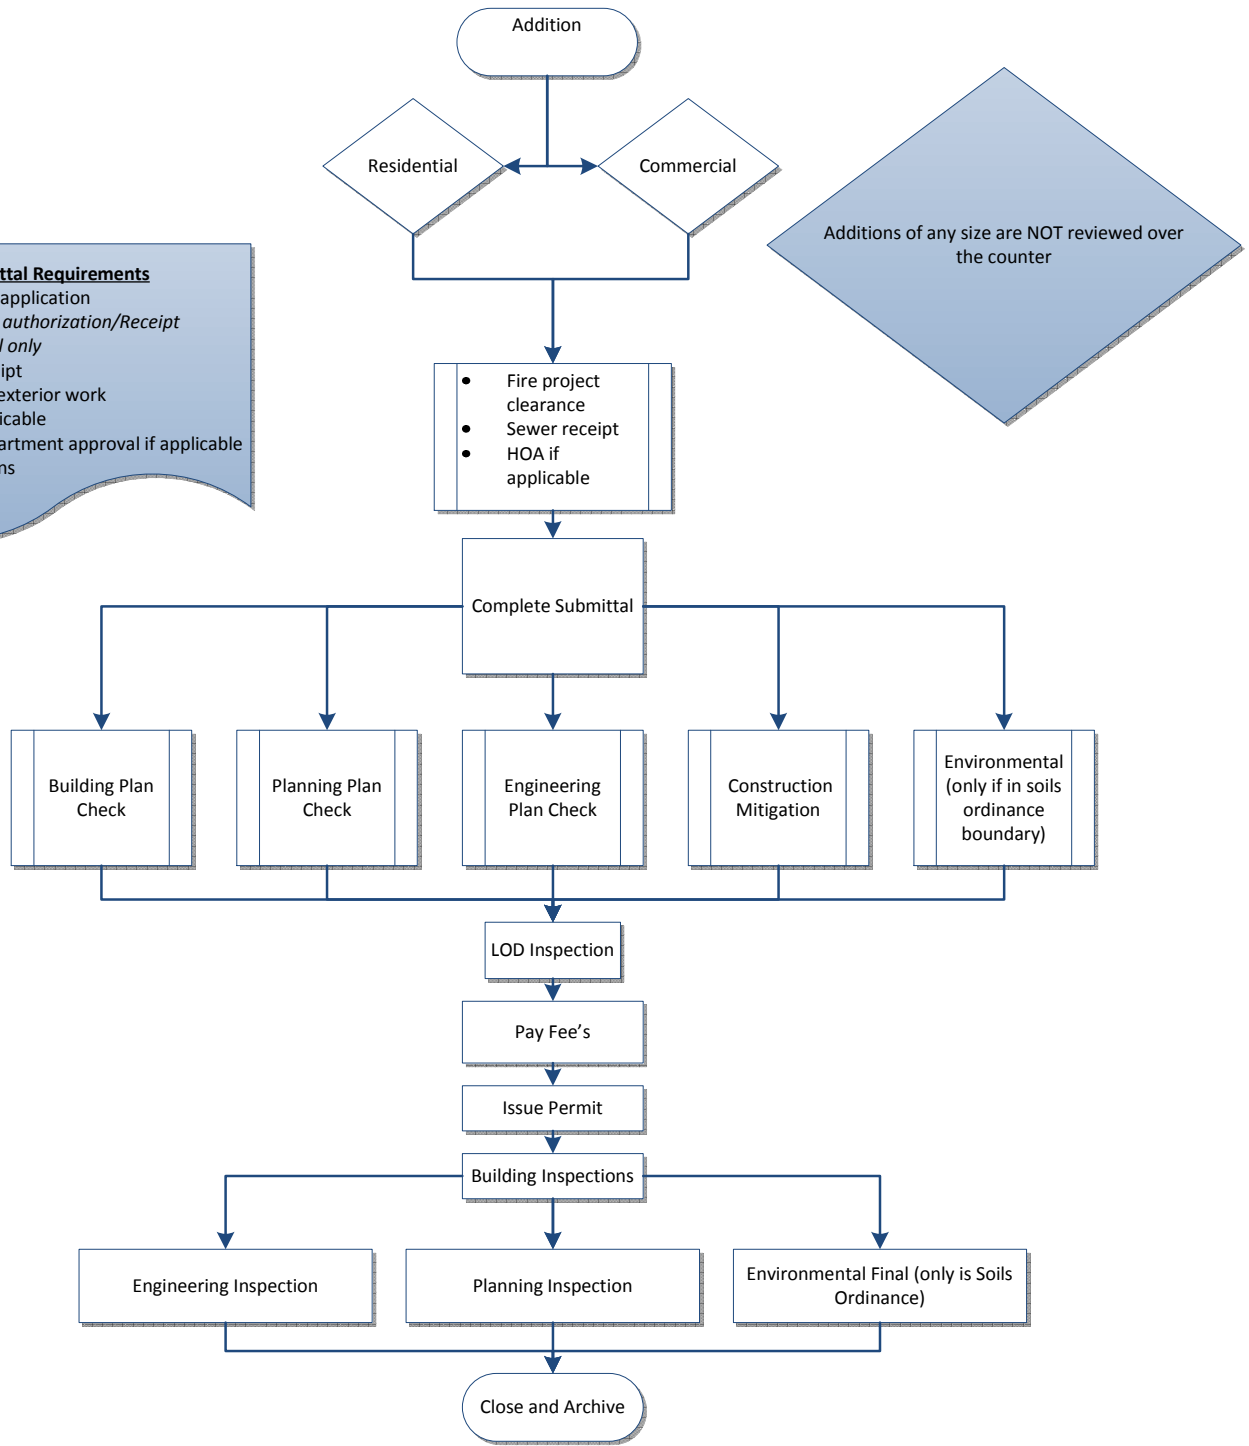 Addition
Residential
Commercial
Additions of any size are NOT reviewed over
the counter
ttal Requirements
application
authorization/Receipt
l only
ipt
exterior work
icable
artment approval if applicable
ns
• Fire project
clearance
• Sewer receipt
• HOA if
applicable
Complete Submittal
Building Plan
Check
Planning Plan
Check
Engineering
Plan Check
Construction
Mitigation
Environmental
(only if in soils
ordinance
boundary)
LOD Inspection
Pay Fee's
Issue Permit
Building Inspections
Engineering Inspection
Planning Inspection
Environmental Final (only is Soils
Ordinance)
Close and Archive